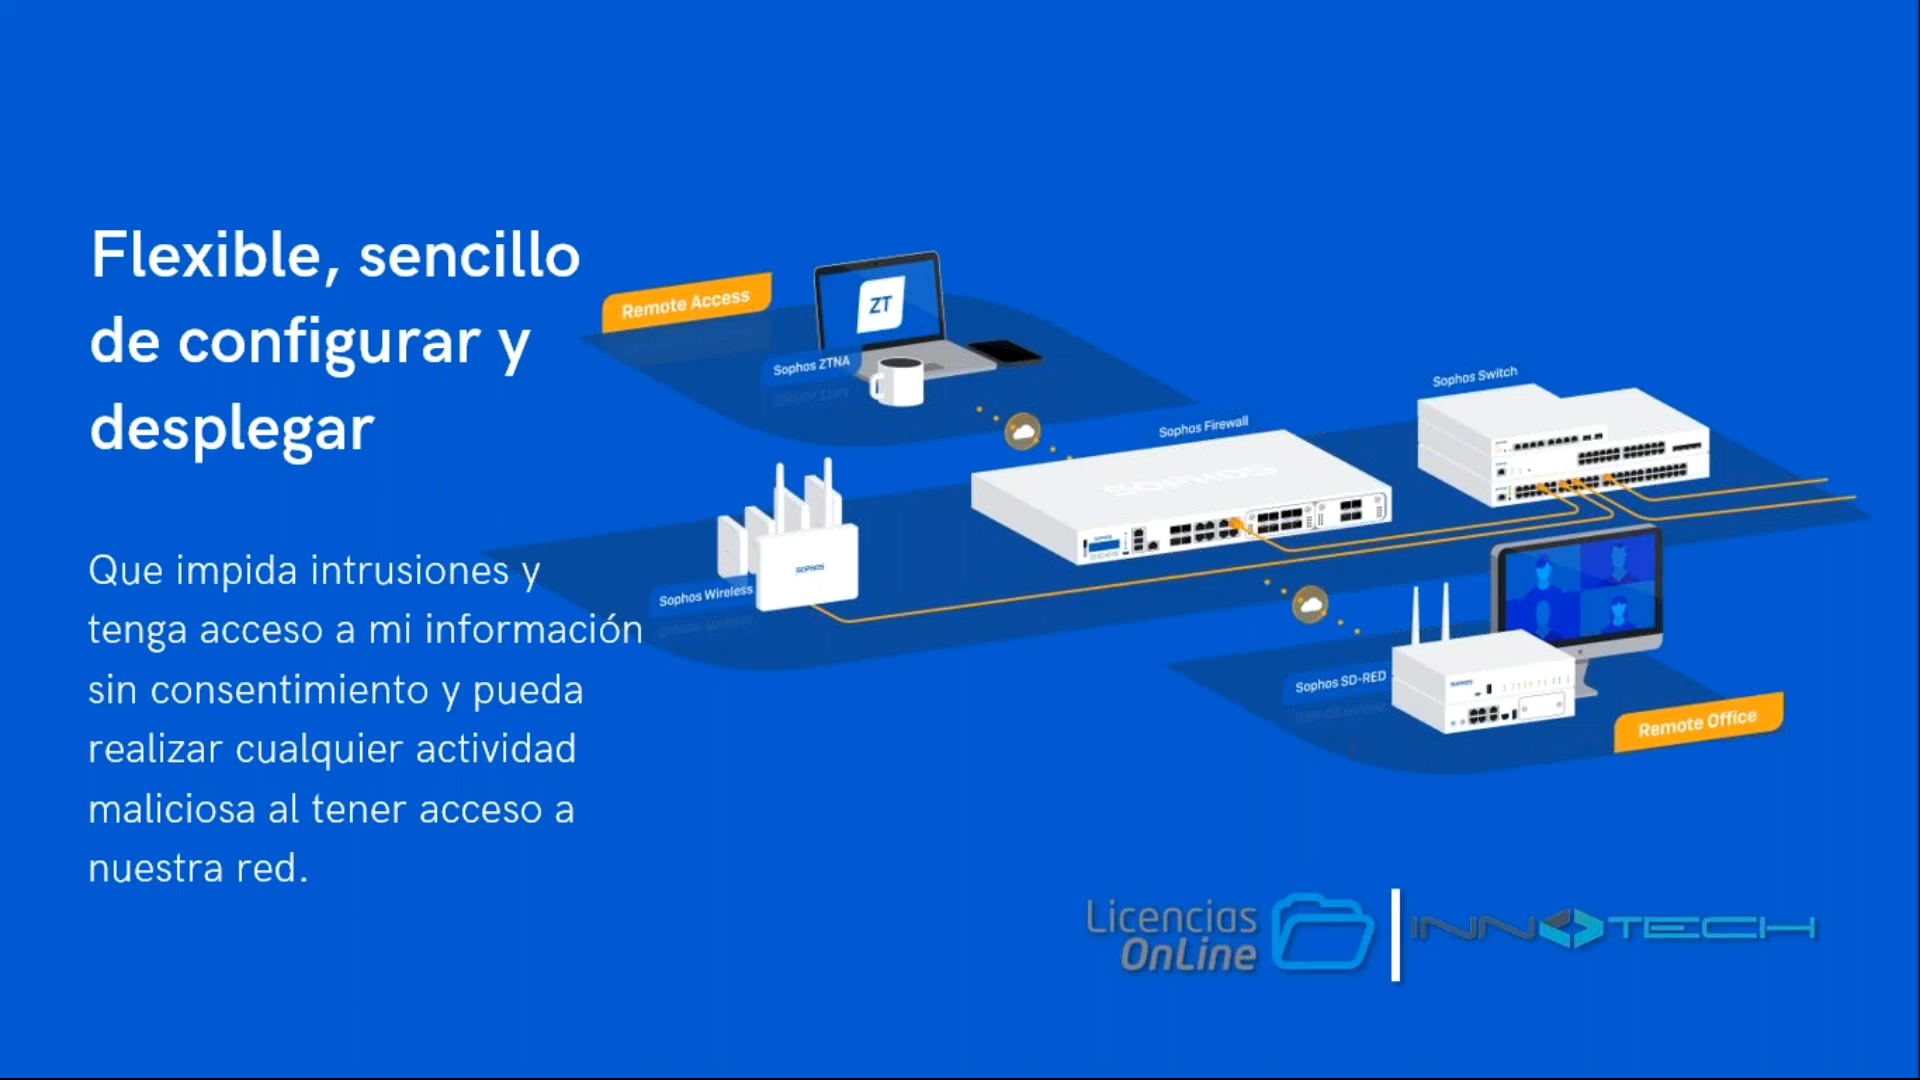 Flexible, sencillo
de configurar y
desplegar
Que impida intrusiones y
tenga acceso a mi información
sin consentimiento y pueda
realizar cualquier actividad
maliciosa al tener acceso a
nuestra red.
Remote Access
ZT
Sophos ZTNA
Sophos Switch
Sophos Firewall
SOPHOS
SOPHOS
Sophos Wireless
Sophos SD-RED
SOPHOS
Remote Office
Licencias
OnLine
INNOTECH